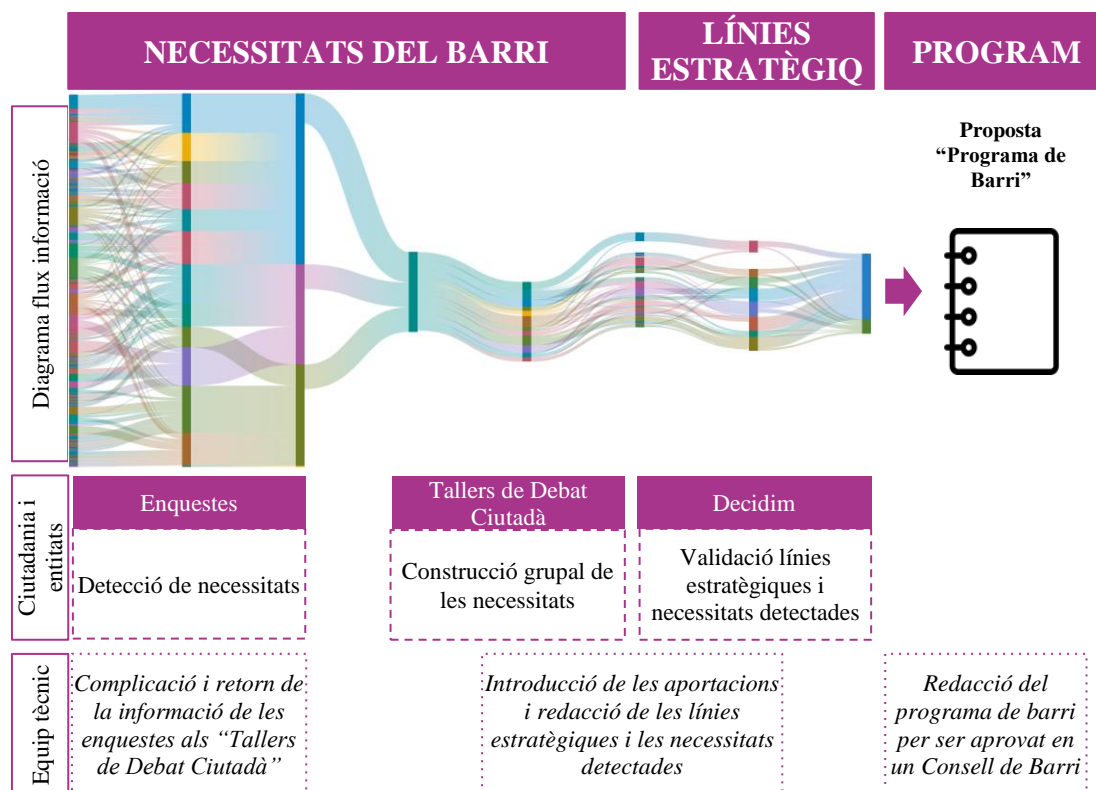 NECESSITATS DEL BARRI
LÍNIES
ESTRATÈGIQ
PROGRAM
Diagrama flux informació
Proposta
“Programa de
Barri”
Ciutadania i
entitats
Enquestes
Tallers de Debat
Ciutadà
Decidim
Detecció de necessitats
Construcció grupal de
les necessitats
Validació línies
estratègiques i
necessitats detectades
Equip tècnic
Complicació i retorn de
la informació de les
enquestes als “Tallers
de Debat Ciutadà”
Introducció de les aportacions
i redacció de les línies
estratègiques i les necessitats
detectades
Redacció del
programa de barri
per ser aprovat en
un Consell de Barri